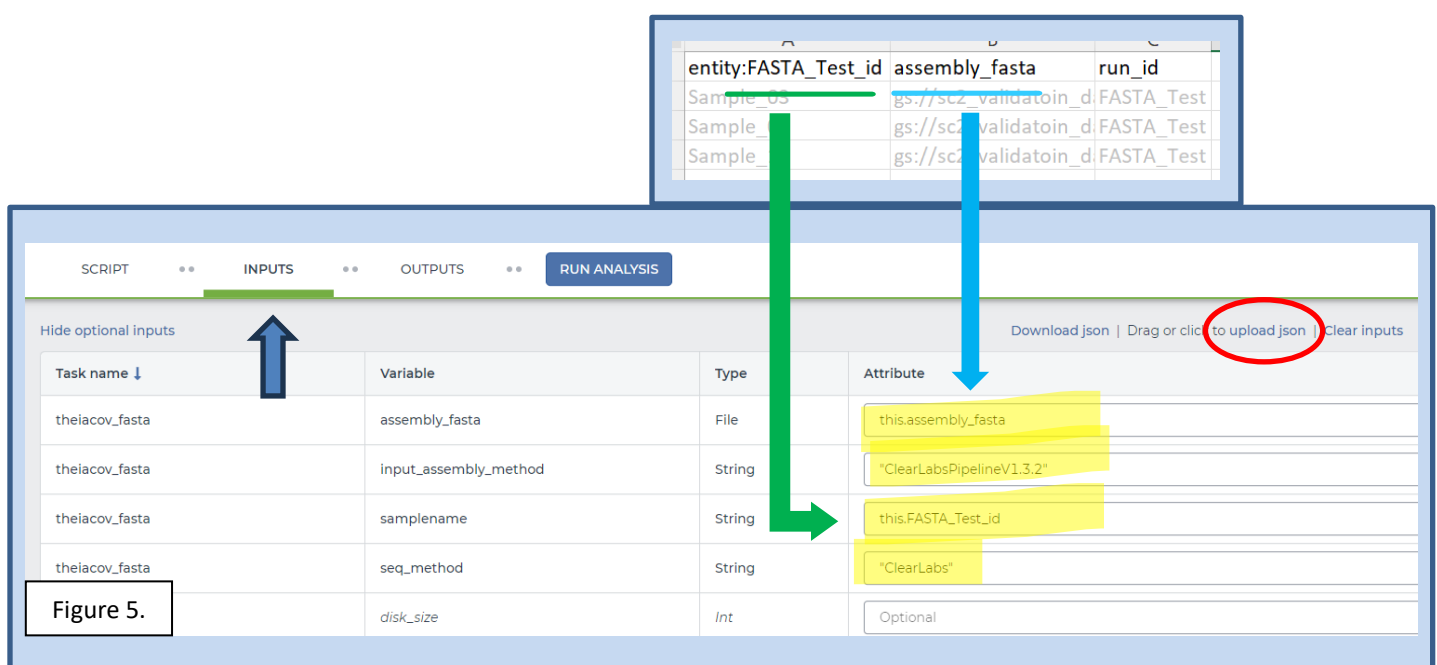 A B C
entity:FASTA_Test_id assembly_fasta run_id
Sample_03 gs://sc2_validatoin_d FASTA_Test
Sample_ gs://sc2_validatoin_d FASTA_Test
Sample_ gs://sc2_validatoin_d FASTA_Test
SCRIPT INPUTS OUTPUTS RUN ANALYSIS
Hide optional inputs Download json | Drag or click to upload json | Clear inputs
Task name ↓ Variable Type Attribute
theiacov_fasta assembly_fasta File this.assembly_fasta
theiacov_fasta input_assembly_method String "ClearLabsPipelineV1.3.2"
theiacov_fasta samplename String this.FASTA_Test_id
theiacov_fasta seq_method String "ClearLabs"
disk_size Int Optional
Figure 5.